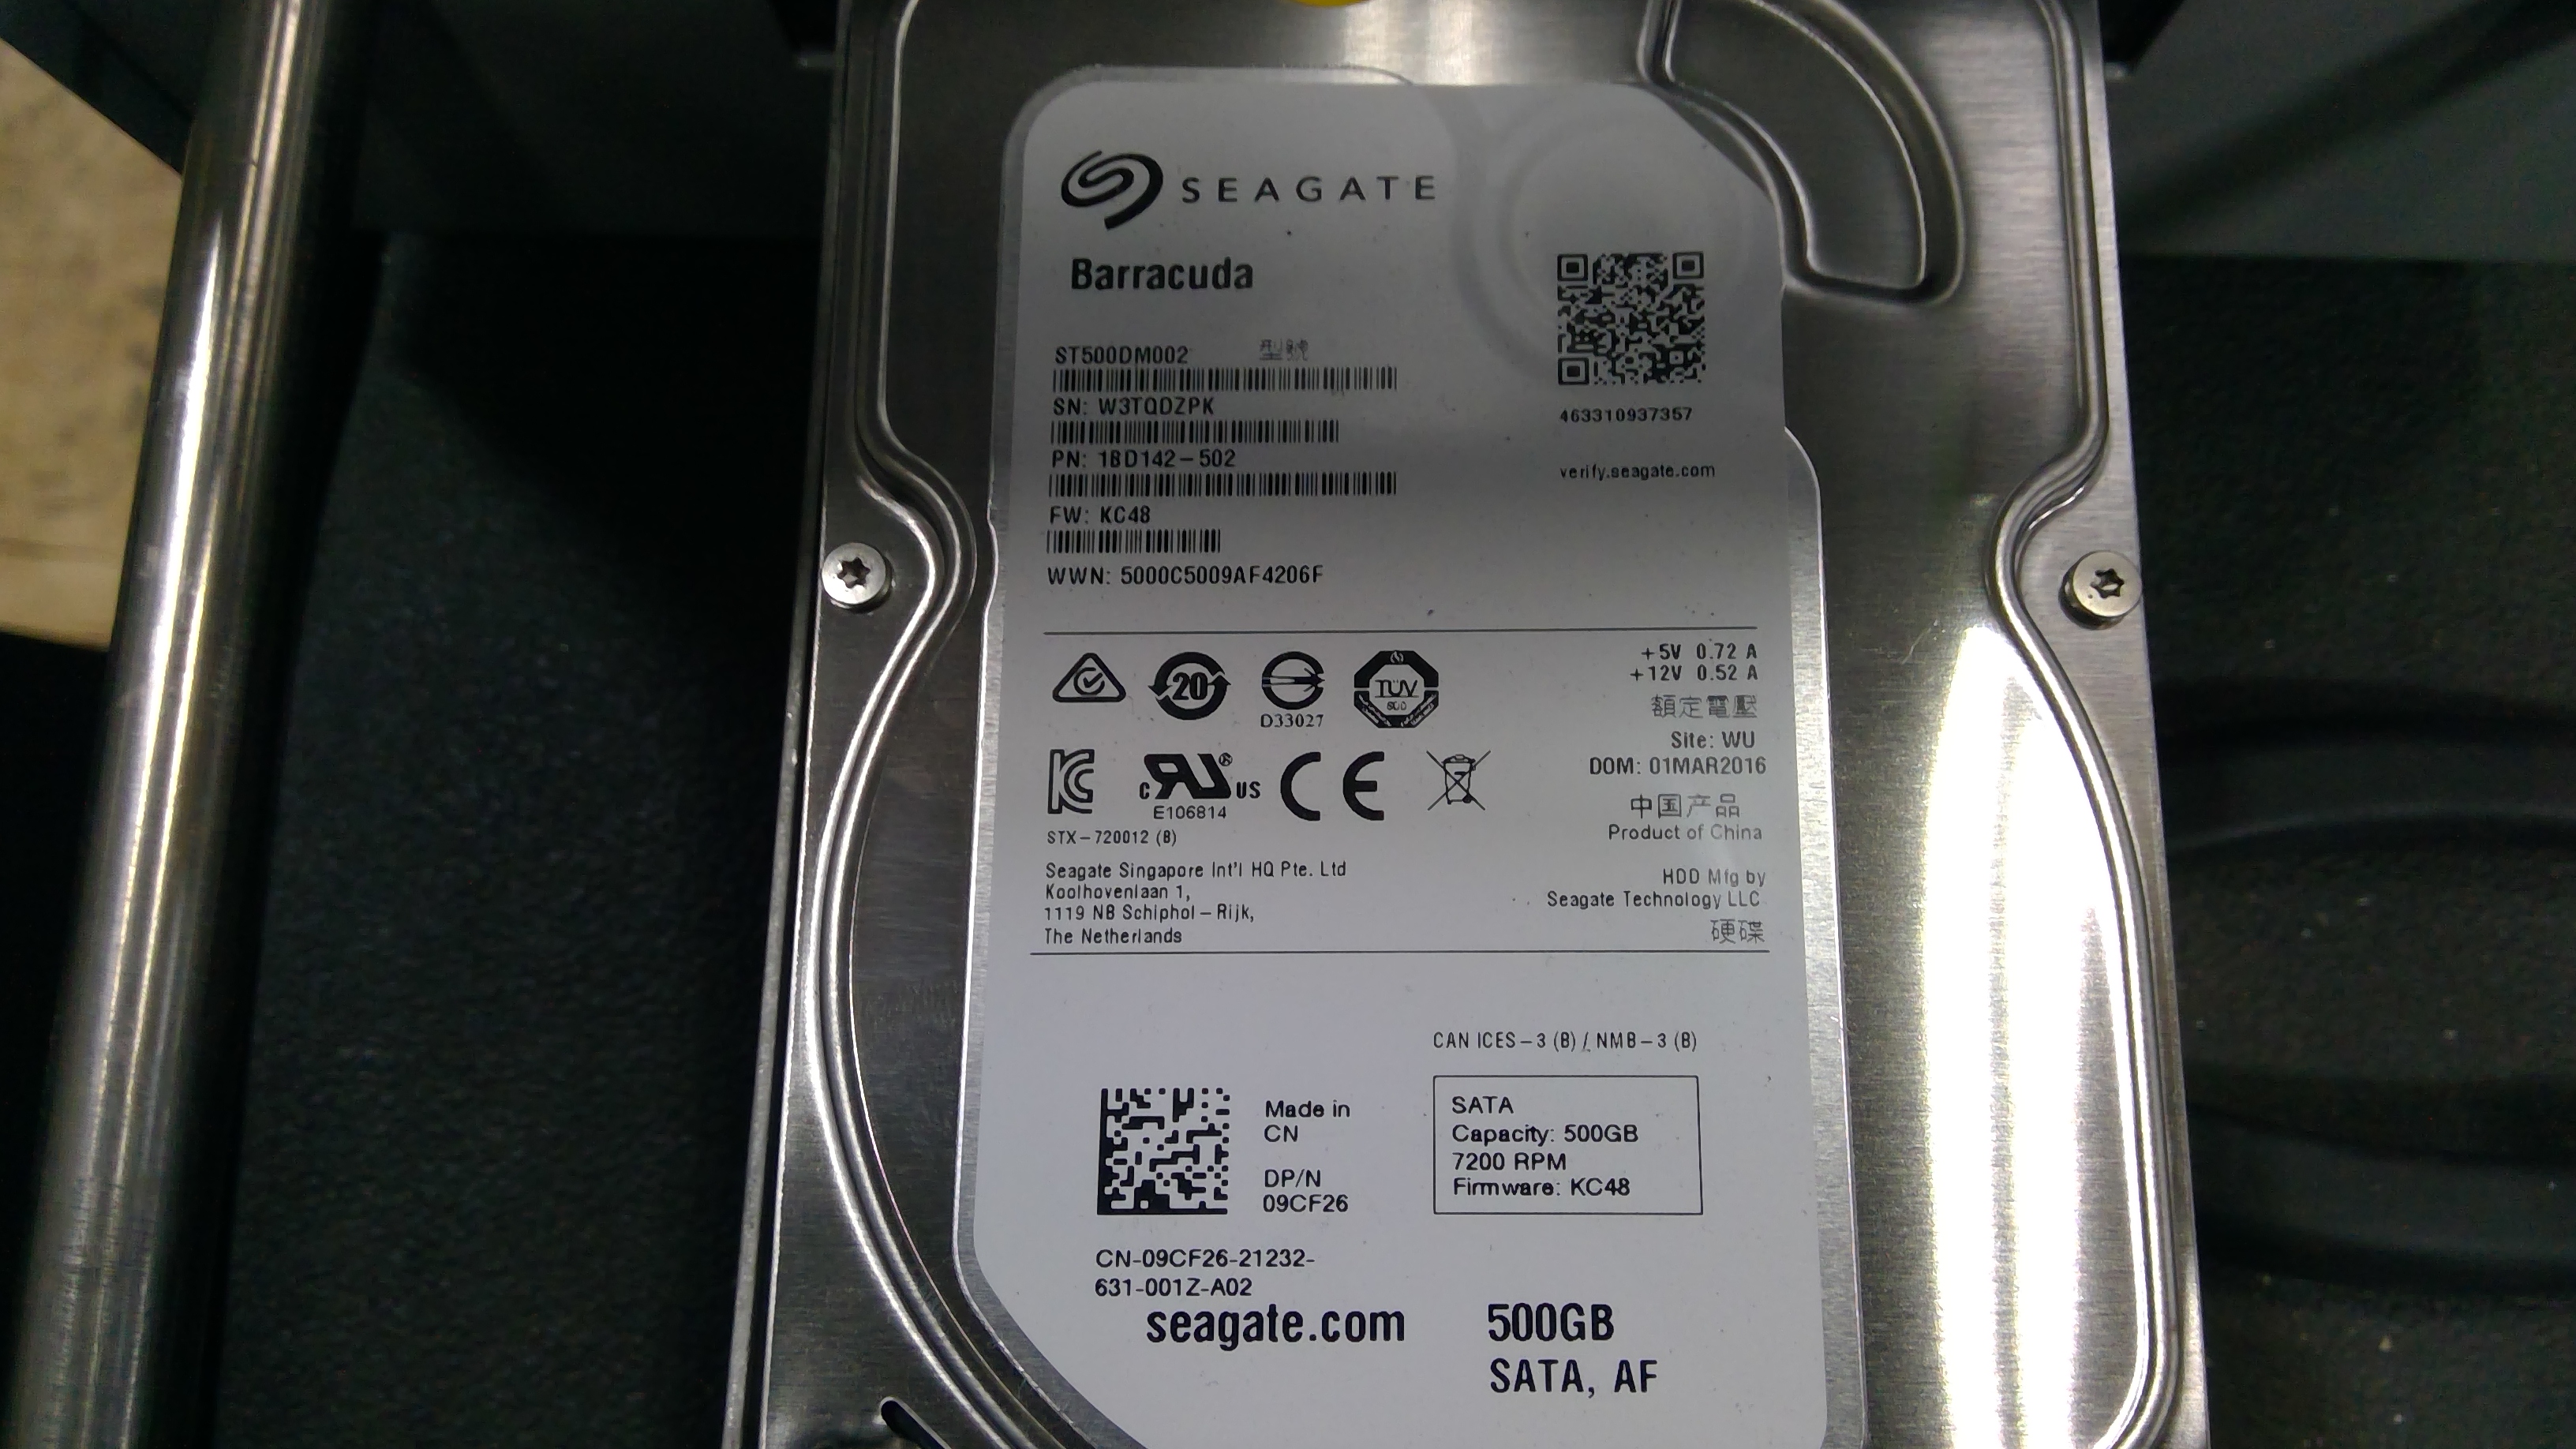 SEAGATE
Barracuda
ST500DM002 型號
SN: W3TQDZPK
PN: 1BD142-502
FW: KC48
WWN: 5000C5009AF4206F
463310937357
verify.seagate.com
20
D33027
TÜV
SÜD
+5V 0.72 A
+12V 0.52 A
額定電壓
Site: WU
DOM: 01MAR2016
中国产品
Product of China
HDD Mfg by
Seagate Technology LLC
硬碟
KC
c RU US
E106814
CE
STX-720012 (B)
Seagate Singapore Int'l HQ Pte. Ltd
Koolhovenlaan 1,
1119 NB Schiphol-Rijk,
The Netherlands
CAN ICES-3 (B) / NMB-3 (B)
Made in
CN
DP/N
09CF26
SATA
Capacity: 500GB
7200 RPM
Firmware: KC48
CN-09CF26-21232-
631-001Z-A02
seagate.com
500GB
SATA, AF